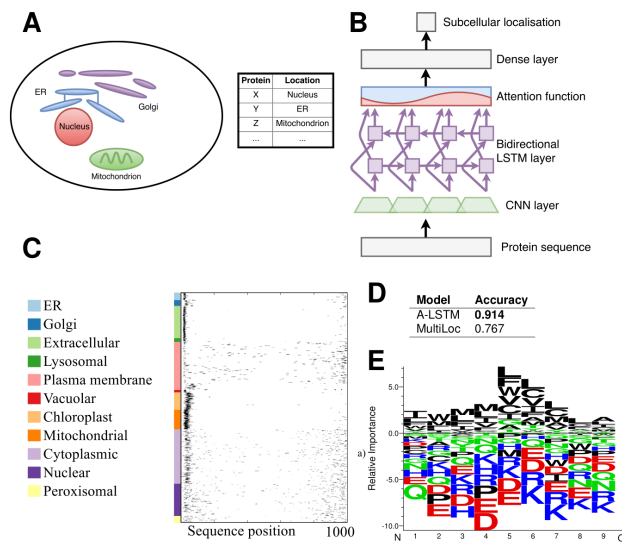 A
ER
Golgi
Nucleus
Mitochondrion
Protein Location
X Nucleus
Y ER
Z Mitochondrion
... ...
B
Subcellular localisation
Dense layer
Attention function
Bidirectional
LSTM layer
CNN layer
Protein sequence
C
ER
Golgi
Extracellular
Lysosomal
Plasma membrane
Vacuolar
Chloroplast
Mitochondrial
Cytoplasmic
Nuclear
Peroxisomal
Sequence position 1000
D
Model Accuracy
A-LSTM 0.914
MultiLoc 0.767
E
a)
Relative Importance
5.0
0.0
-5.0
-10.0
N 1 2 3 4 5 6 7 8 9